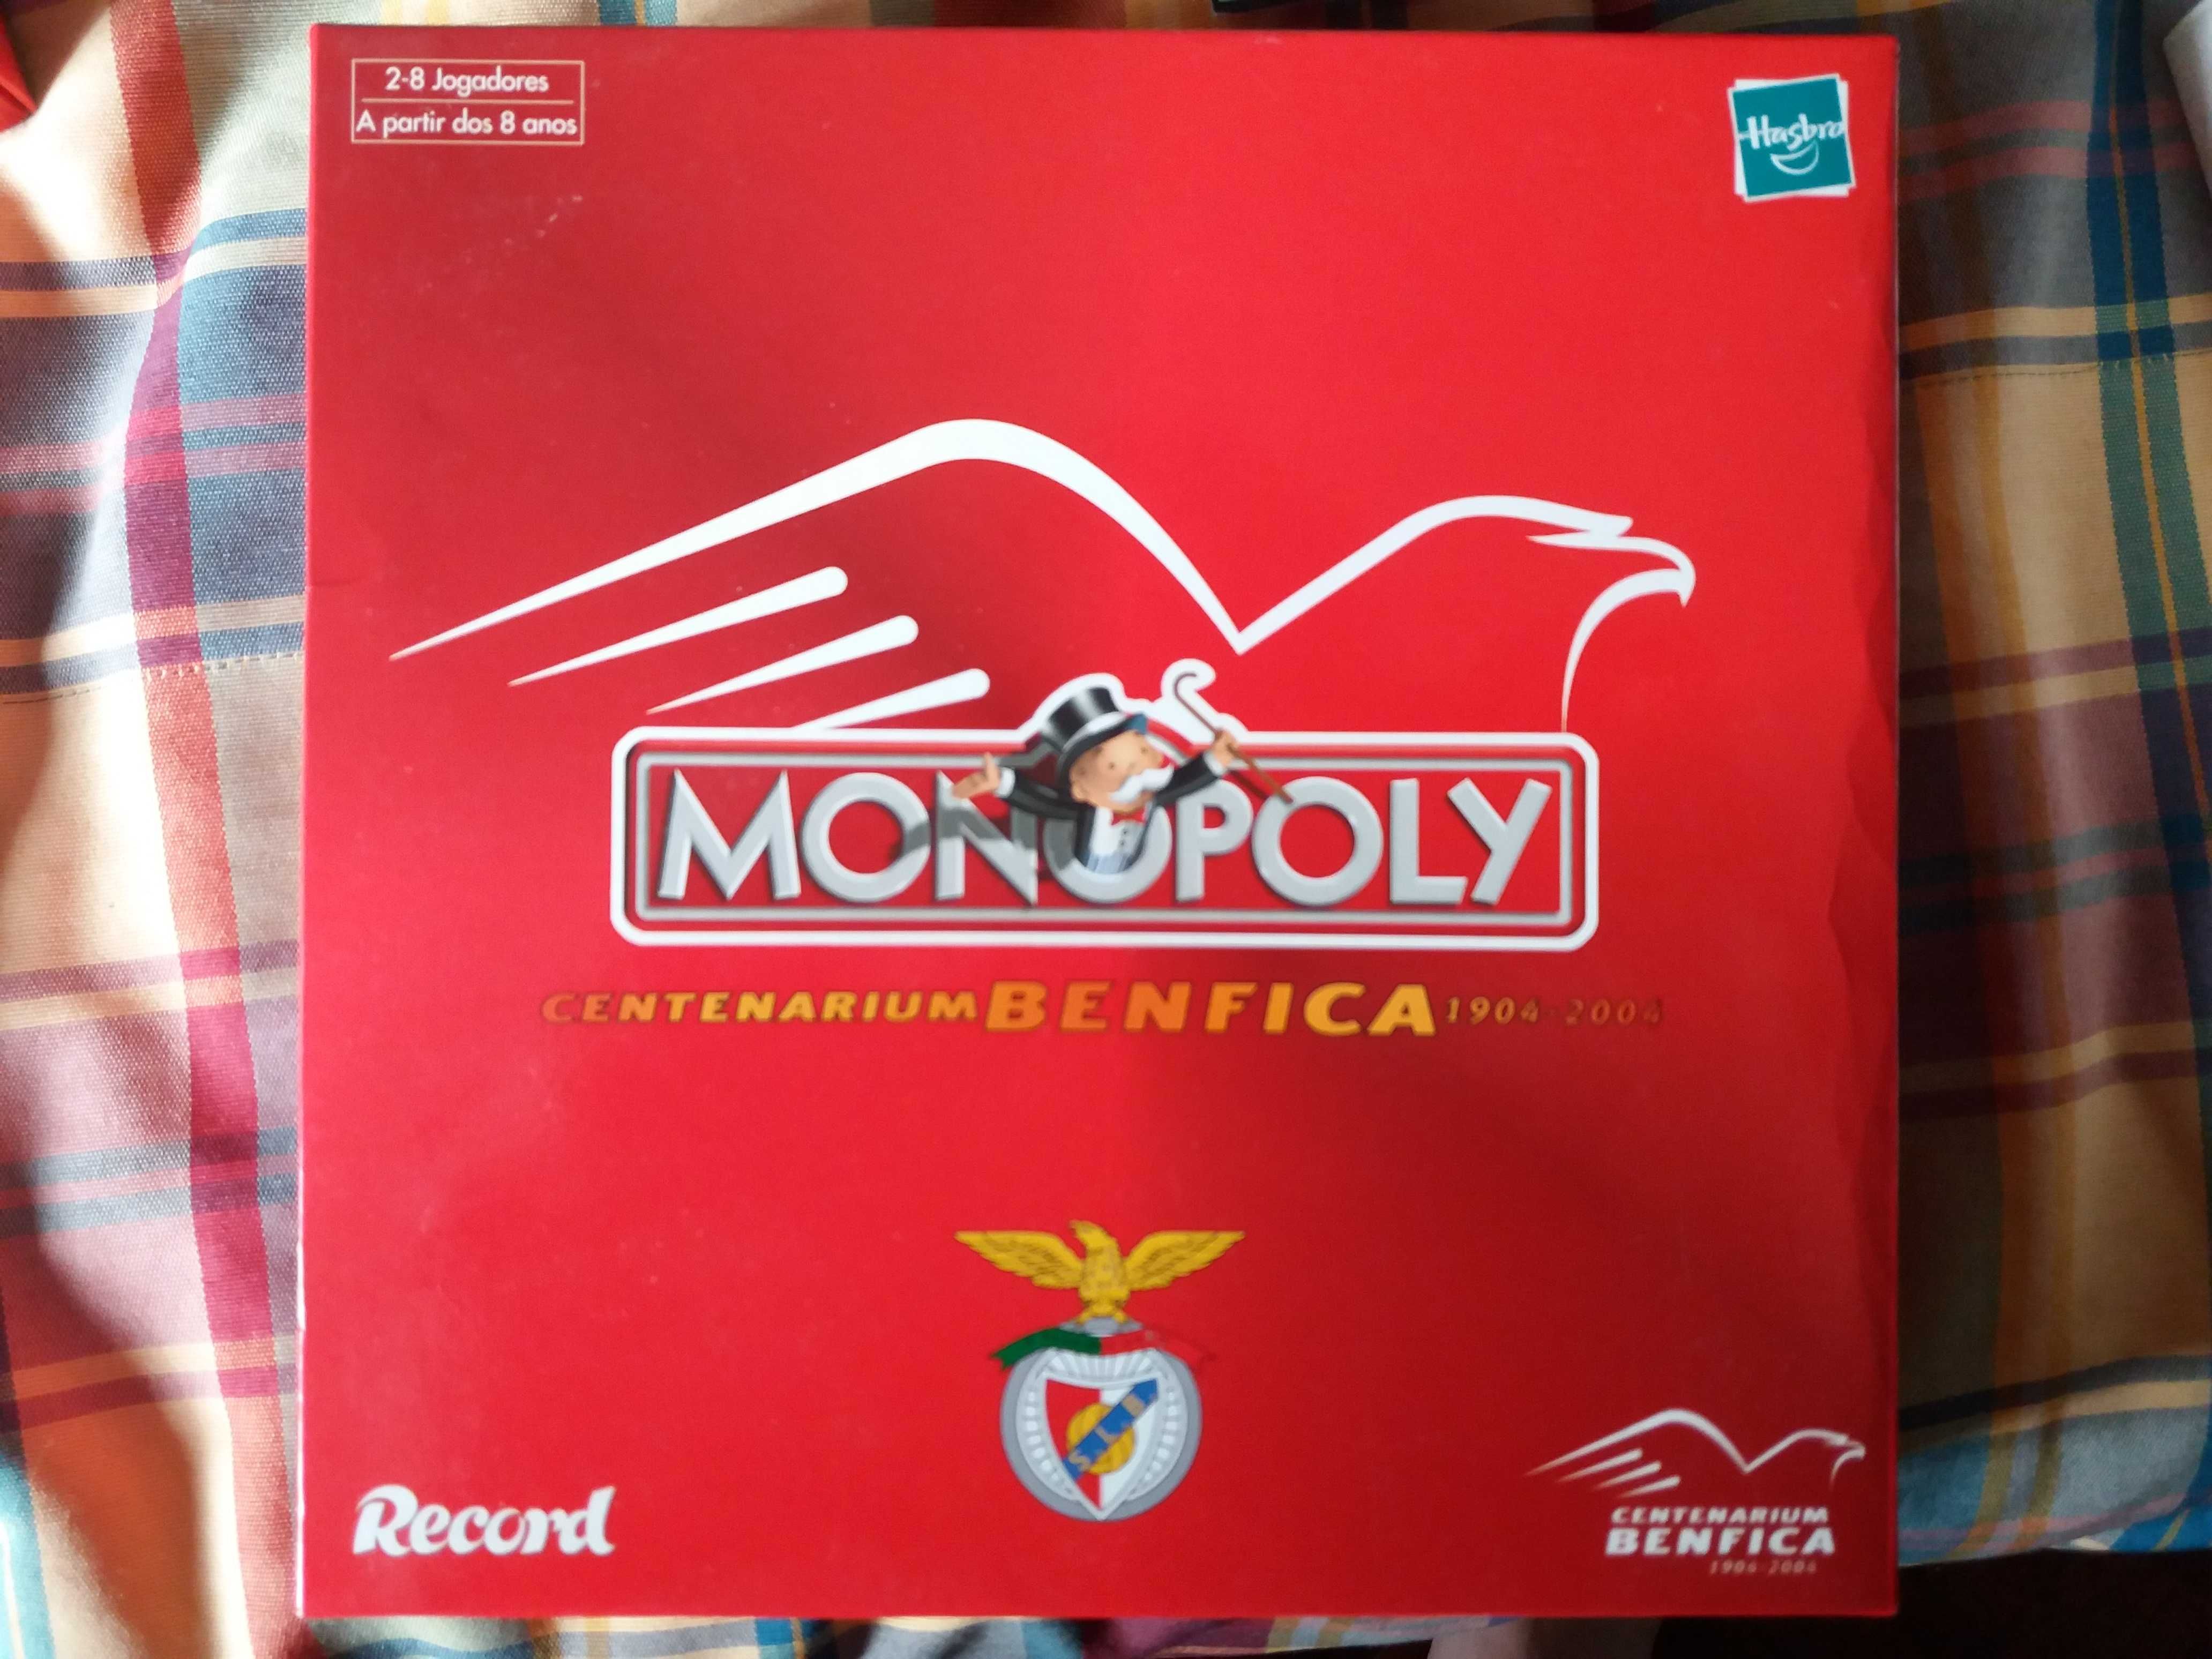 2-8 Jogadores
A partir dos 8 anos
Hasbro
MONOPOLY
CENTENARIUM BENFICA 1904-2004
S.L.B.
Record
CENTENARIUM
BENFICA
1904-2004